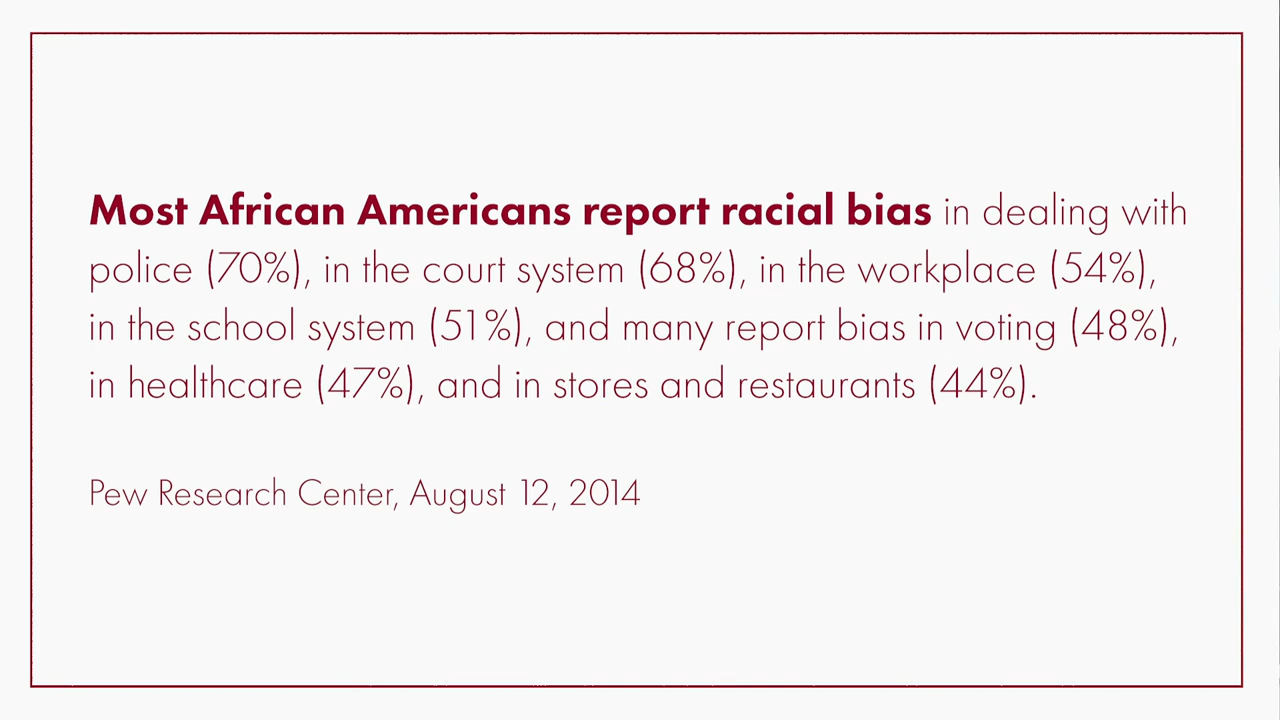 Most African Americans report racial bias in dealing with
police (70%), in the court system (68%), in the workplace (54%),
in the school system (51%), and many report bias in voting (48%),
in healthcare (47%), and in stores and restaurants (44%).
Pew Research Center, August 12, 2014